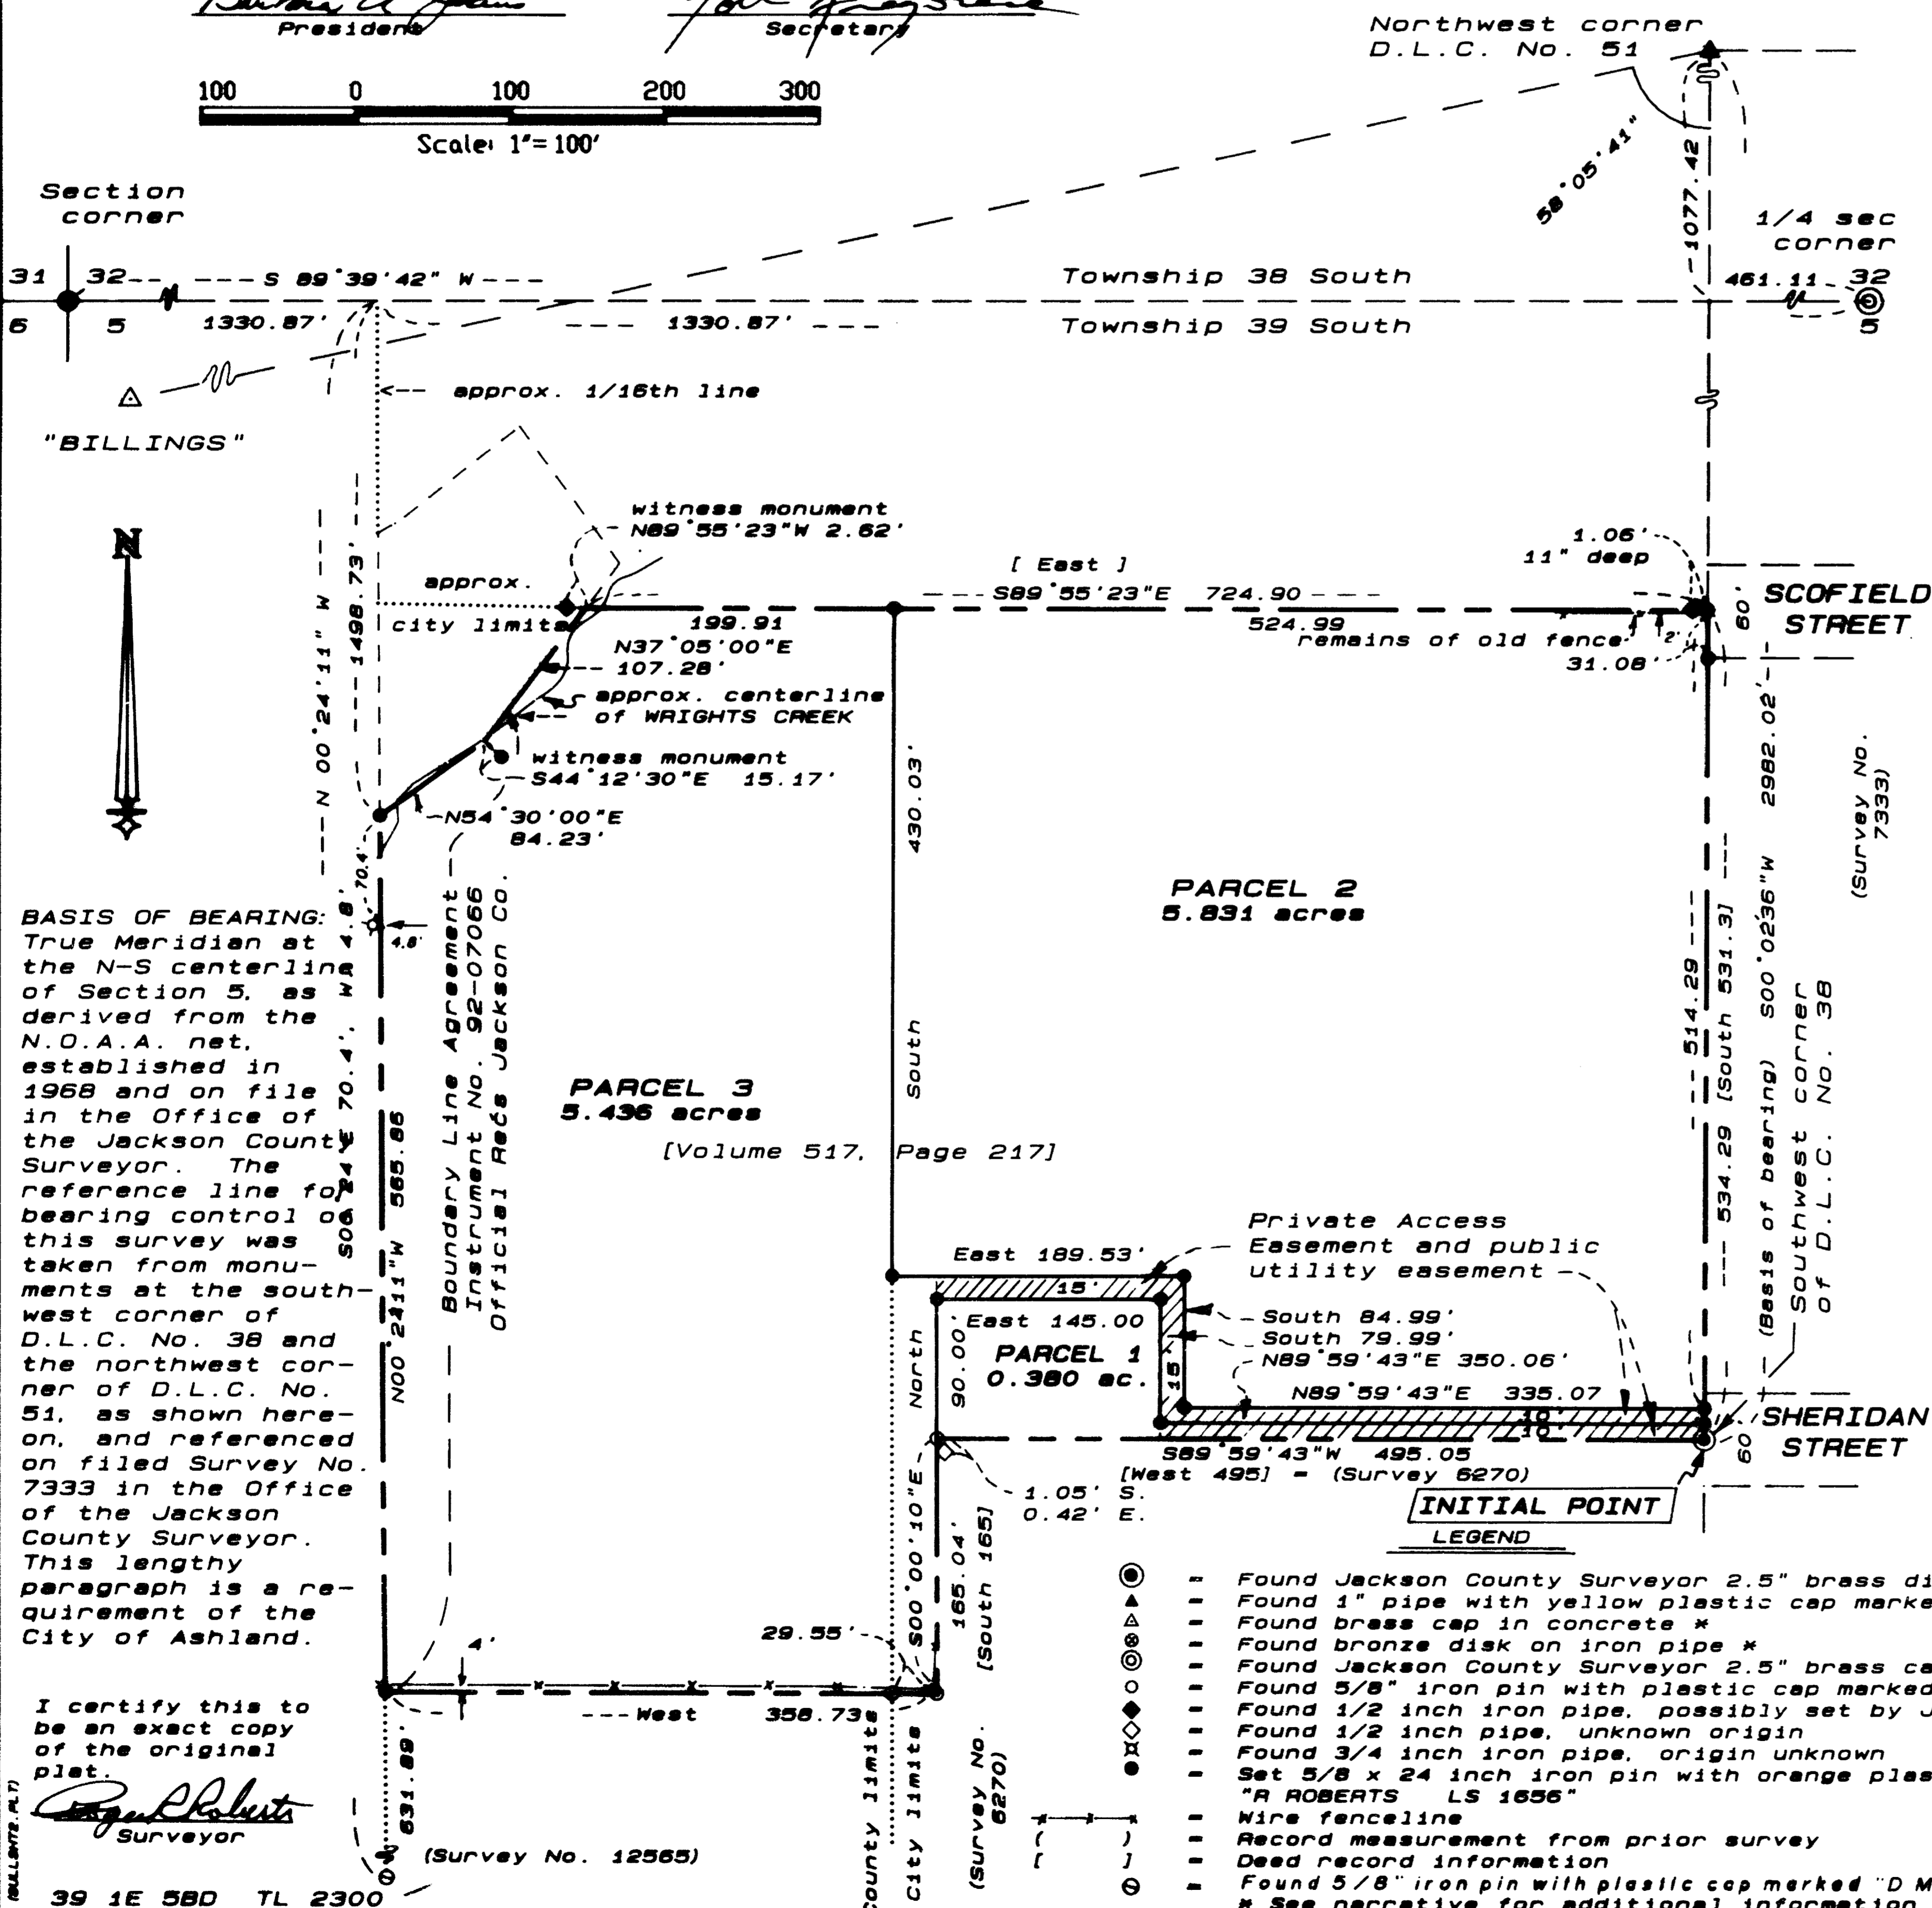 President
Secretary
Northwest corner
D.L.C. No. 51
100 0 100 200 300
Scale: 1"= 100'
58°05'41"
1077.42
Section
corner
1/4 sec
corner
31 32
S 89°39'42" W
Township 38 South
461.11
32
6 5
1330.87'
1330.87'
Township 39 South
5
<-- approx. 1/16th line
"BILLINGS"
N
N 00°24'11" W
1498.73'
witness monument
N89°55'23"W 2.62'
approx.
city limits
[ East ]
S89°55'23"E 724.90
199.91
524.99
1.06'
11" deep
60'
SCOFIELD
STREET
remains of old fence
2'
31.08'
N37°05'00"E
107.28'
approx. centerline
of WRIGHTS CREEK
witness monument
S44°12'30"E 15.17'
N54°30'00"E
84.23'
70.4'
4.8'
430.03'
South
PARCEL 2
5.831 acres
514.29
534.29 [South 531.3]
(Basis of bearing) S00°02'36"W 2982.02'
(Survey No.
7333)
Southwest corner
of D.L.C. No. 38
BASIS OF BEARING:
True Meridian at
the N-S centerline
of Section 5, as
derived from the
N.O.A.A. net,
established in
1968 and on file
in the Office of
the Jackson County
Surveyor. The
reference line for
bearing control of
this survey was
taken from monu-
ments at the south-
west corner of
D.L.C. No. 38 and
the northwest cor-
ner of D.L.C. No.
51, as shown here-
on, and referenced
on filed Survey No.
7333 in the Office
of the Jackson
County Surveyor.
This lengthy
paragraph is a re-
quirement of the
City of Ashland.
70.4', W 4.8'
N00°24'11"W 565.86
Boundary Line Agreement
Instrument No. 92-07066
Official Rec's Jackson Co.
PARCEL 3
5.436 acres
[Volume 517, Page 217]
East 189.53'
15'
East 145.00
Private Access
Easement and public
utility easement
North
90.00'
PARCEL 1
0.380 ac.
15'
South 84.99'
South 79.99'
N89°59'43"E 350.06'
N89°59'43"E 335.07
10'
10'
S89°59'43"W 495.05
[West 495] = (Survey 6270)
60
SHERIDAN
STREET
1.05' S.
0.42' E.
INITIAL POINT
S00°00'10"E
165.04'
[South 165]
29.55'
4'
West 358.73
631.89'
County limits
City limits
(Survey No.
6270)
I certify this to
be an exact copy
of the original
plat.
Surveyor
(Survey No. 12565)
39 1E 5BD TL 2300
LEGEND
= Found Jackson County Surveyor 2.5" brass di
= Found 1" pipe with yellow plastic cap marke
= Found brass cap in concrete *
= Found bronze disk on iron pipe *
= Found Jackson County Surveyor 2.5" brass ca
= Found 5/8" iron pin with plastic cap marked
= Found 1/2 inch iron pipe, possibly set by J
= Found 1/2 inch pipe, unknown origin
= Found 3/4 inch iron pipe, origin unknown
= Set 5/8 x 24 inch iron pin with orange plas
"R ROBERTS LS 1656"
= Wire fenceline
( ) = Record measurement from prior survey
[ ] = Deed record information
= Found 5/8" iron pin with plastic cap marked "D M
* See narrative for additional information